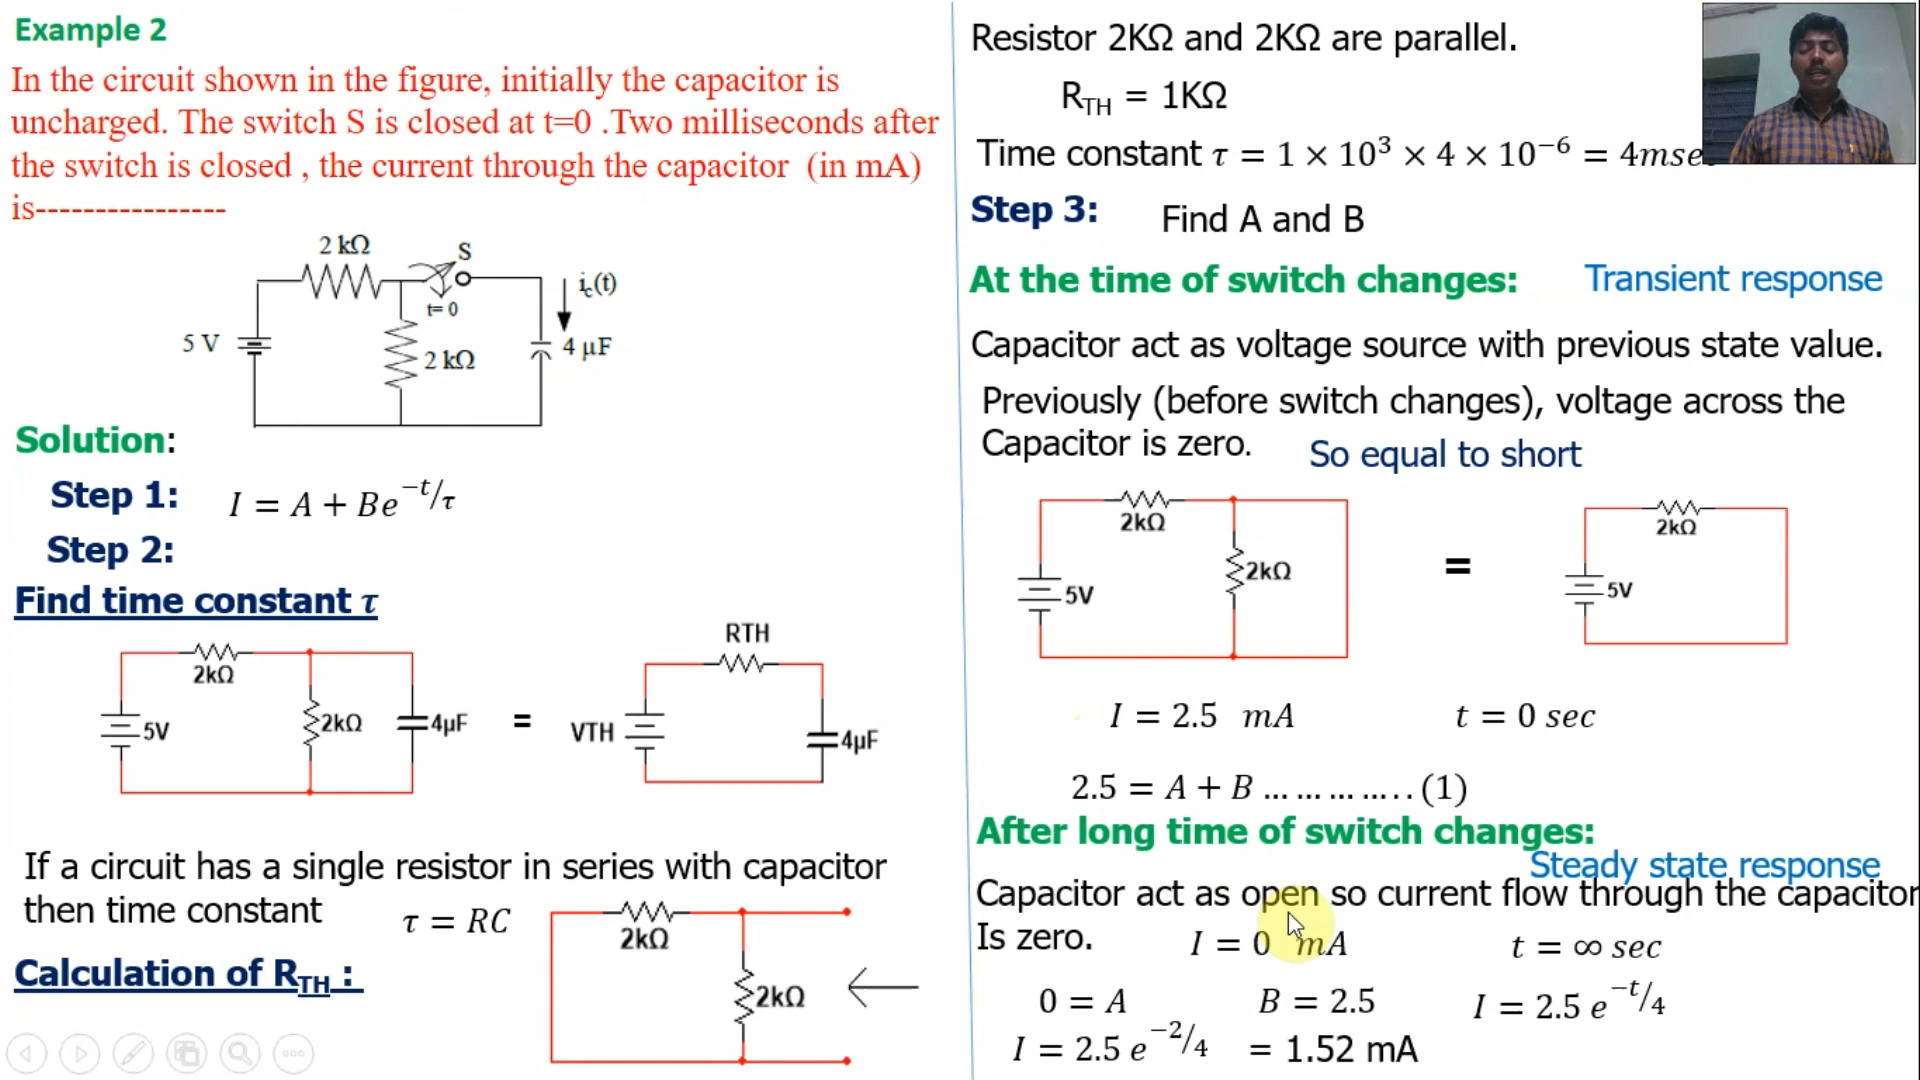 Example 2
In the circuit shown in the figure, initially the capacitor is
uncharged. The switch S is closed at t=0 .Two milliseconds after
the switch is closed , the current through the capacitor (in mA)
is----------------
2 kΩ
S
t= 0
i_c(t)
5 V
2 kΩ
4 μF
Solution:
Step 1: I = A + Be^{-t/τ}
Step 2:
Find time constant τ
2kΩ
5V
2kΩ
4μF
=
RTH
VTH
4μF
If a circuit has a single resistor in series with capacitor
then time constant τ = RC
Calculation of R_TH :
2kΩ
2kΩ
Resistor 2KΩ and 2KΩ are parallel.
R_TH = 1KΩ
Time constant τ = 1 × 10³ × 4 × 10⁻⁶ = 4mse
Step 3: Find A and B
At the time of switch changes: Transient response
Capacitor act as voltage source with previous state value.
Previously (before switch changes), voltage across the
Capacitor is zero. So equal to short
2kΩ
5V
2kΩ
=
2kΩ
5V
I = 2.5 mA t = 0 sec
2.5 = A + B … … … … . . (1)
After long time of switch changes:
Steady state response
Capacitor act as open so current flow through the capacitor
Is zero. I = 0 mA t = ∞ sec
0 = A B = 2.5 I = 2.5 e^{-t/4}
I = 2.5 e^{-2/4} = 1.52 mA